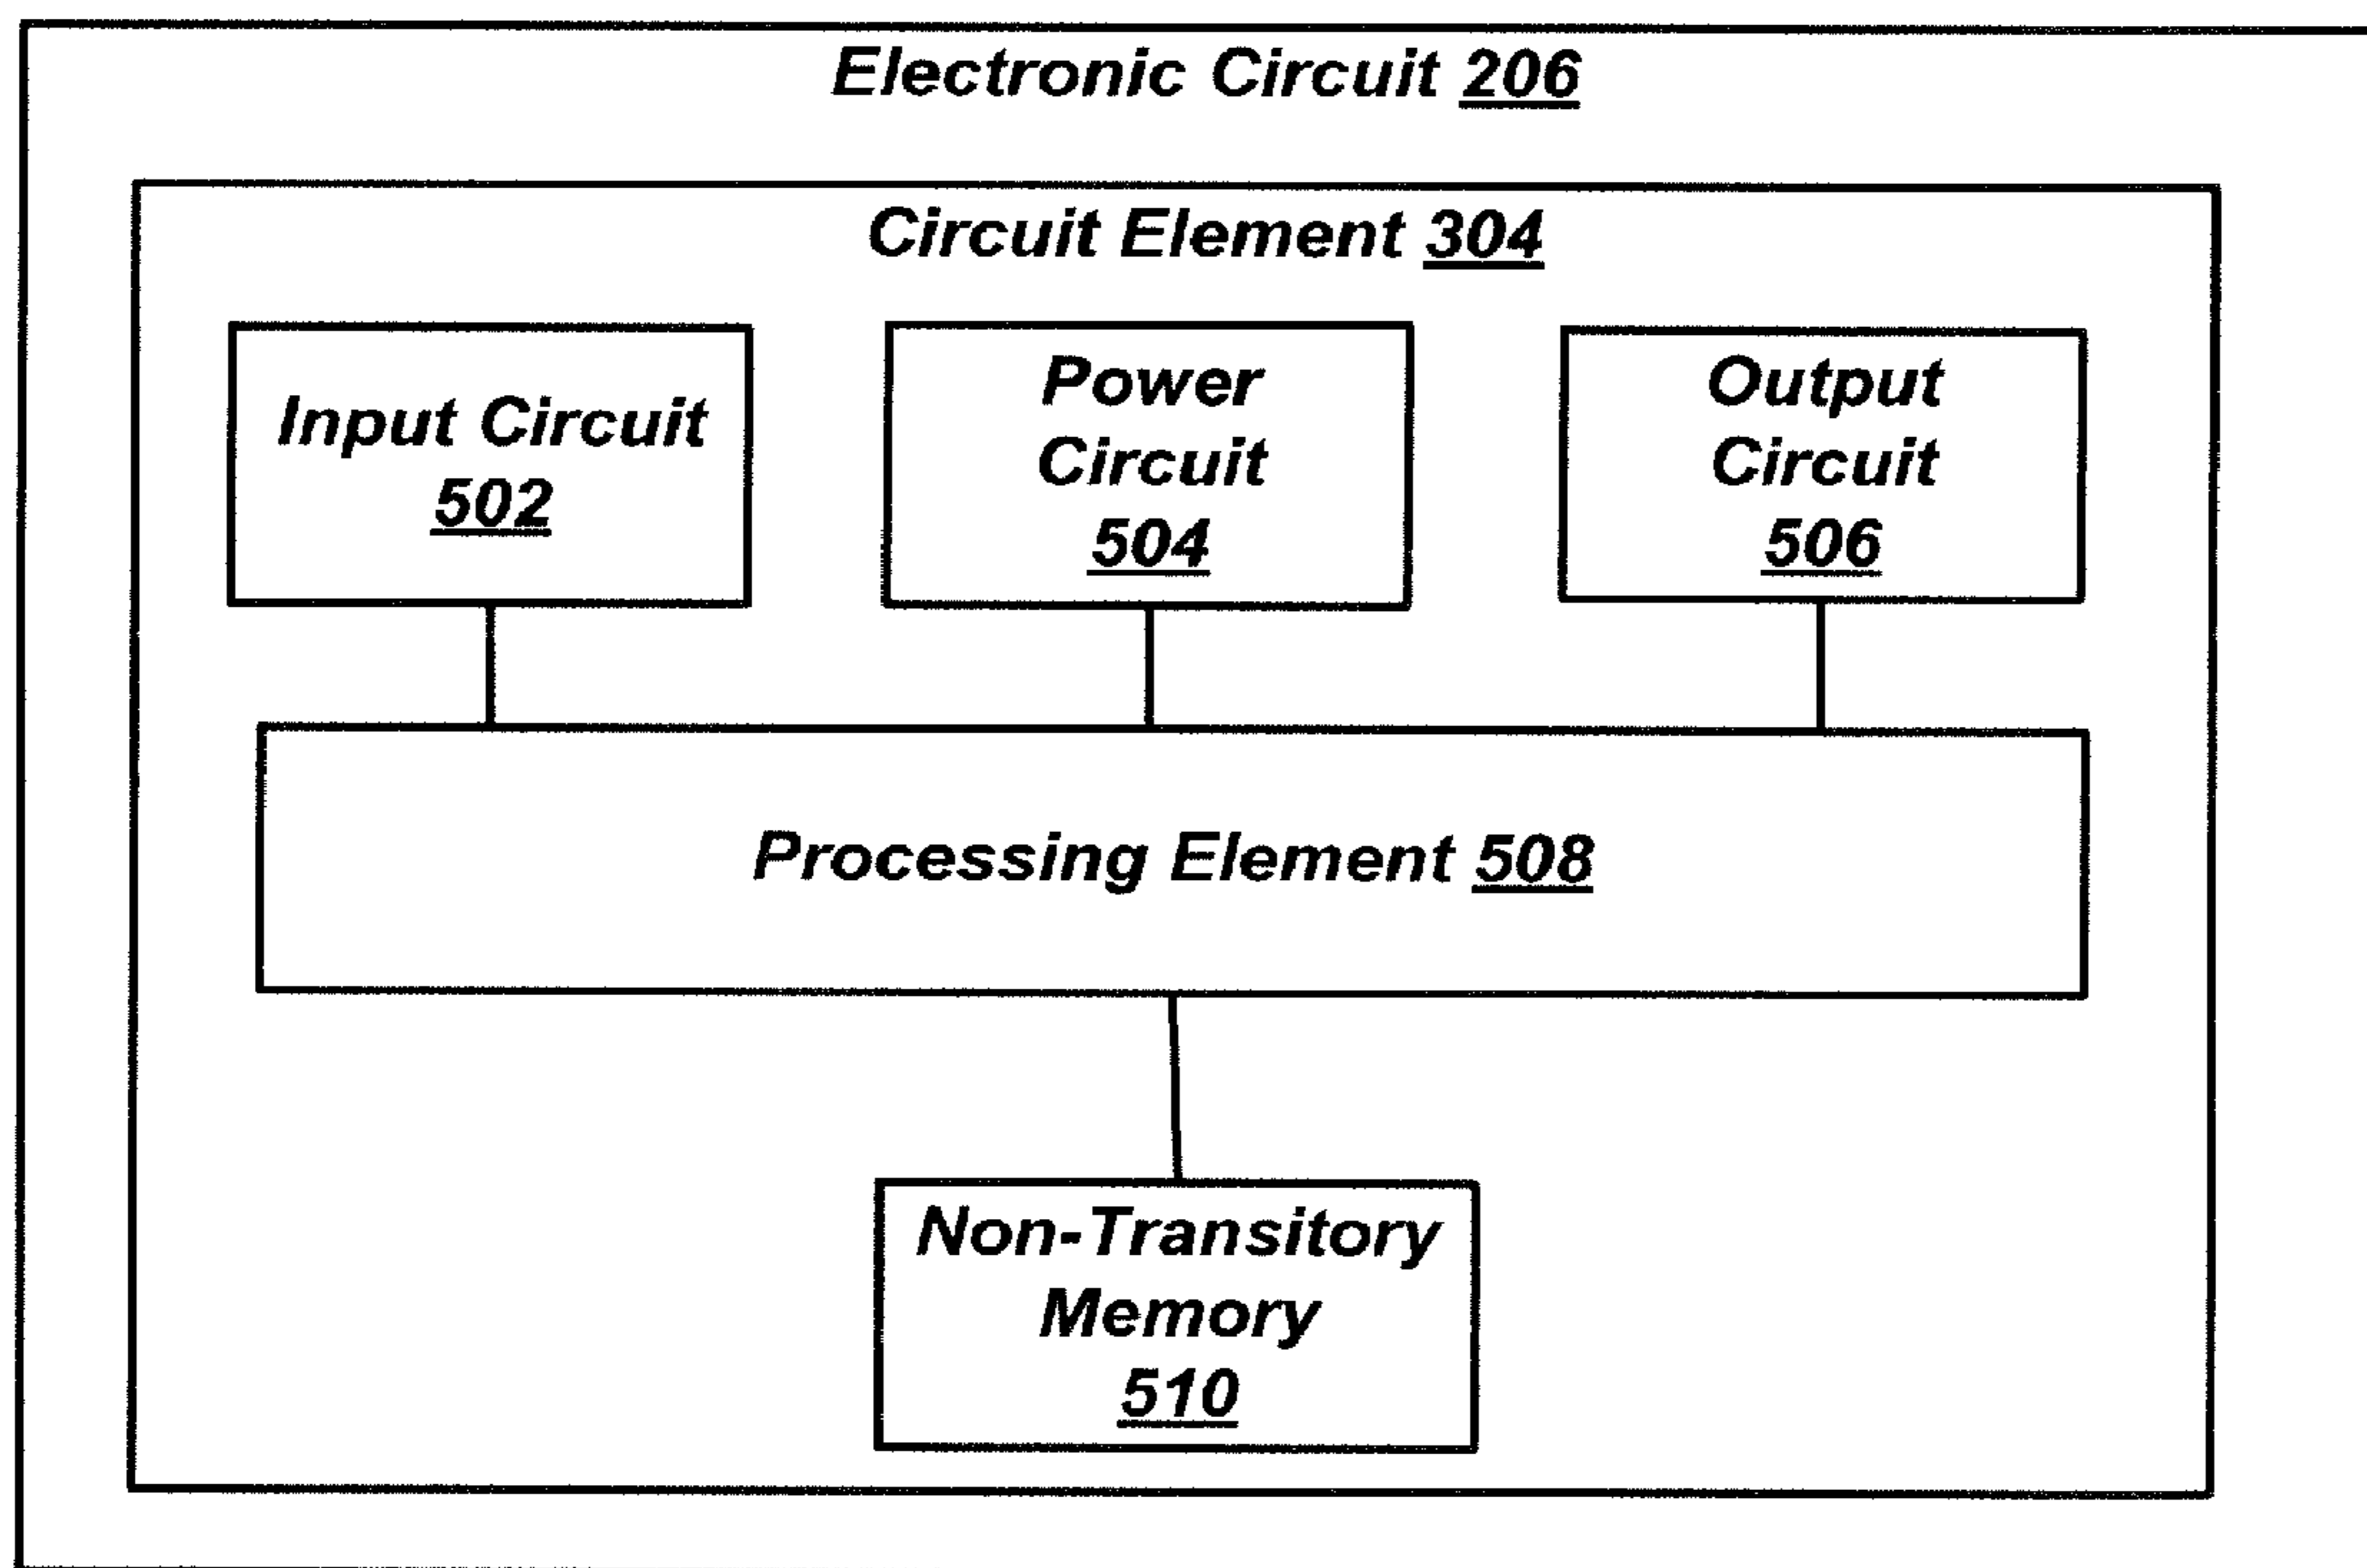 Electronic Circuit 206
Circuit Element 304
Input Circuit
502
Power
Circuit
504
Output
Circuit
506
Processing Element 508
Non-Transitory
Memory
510